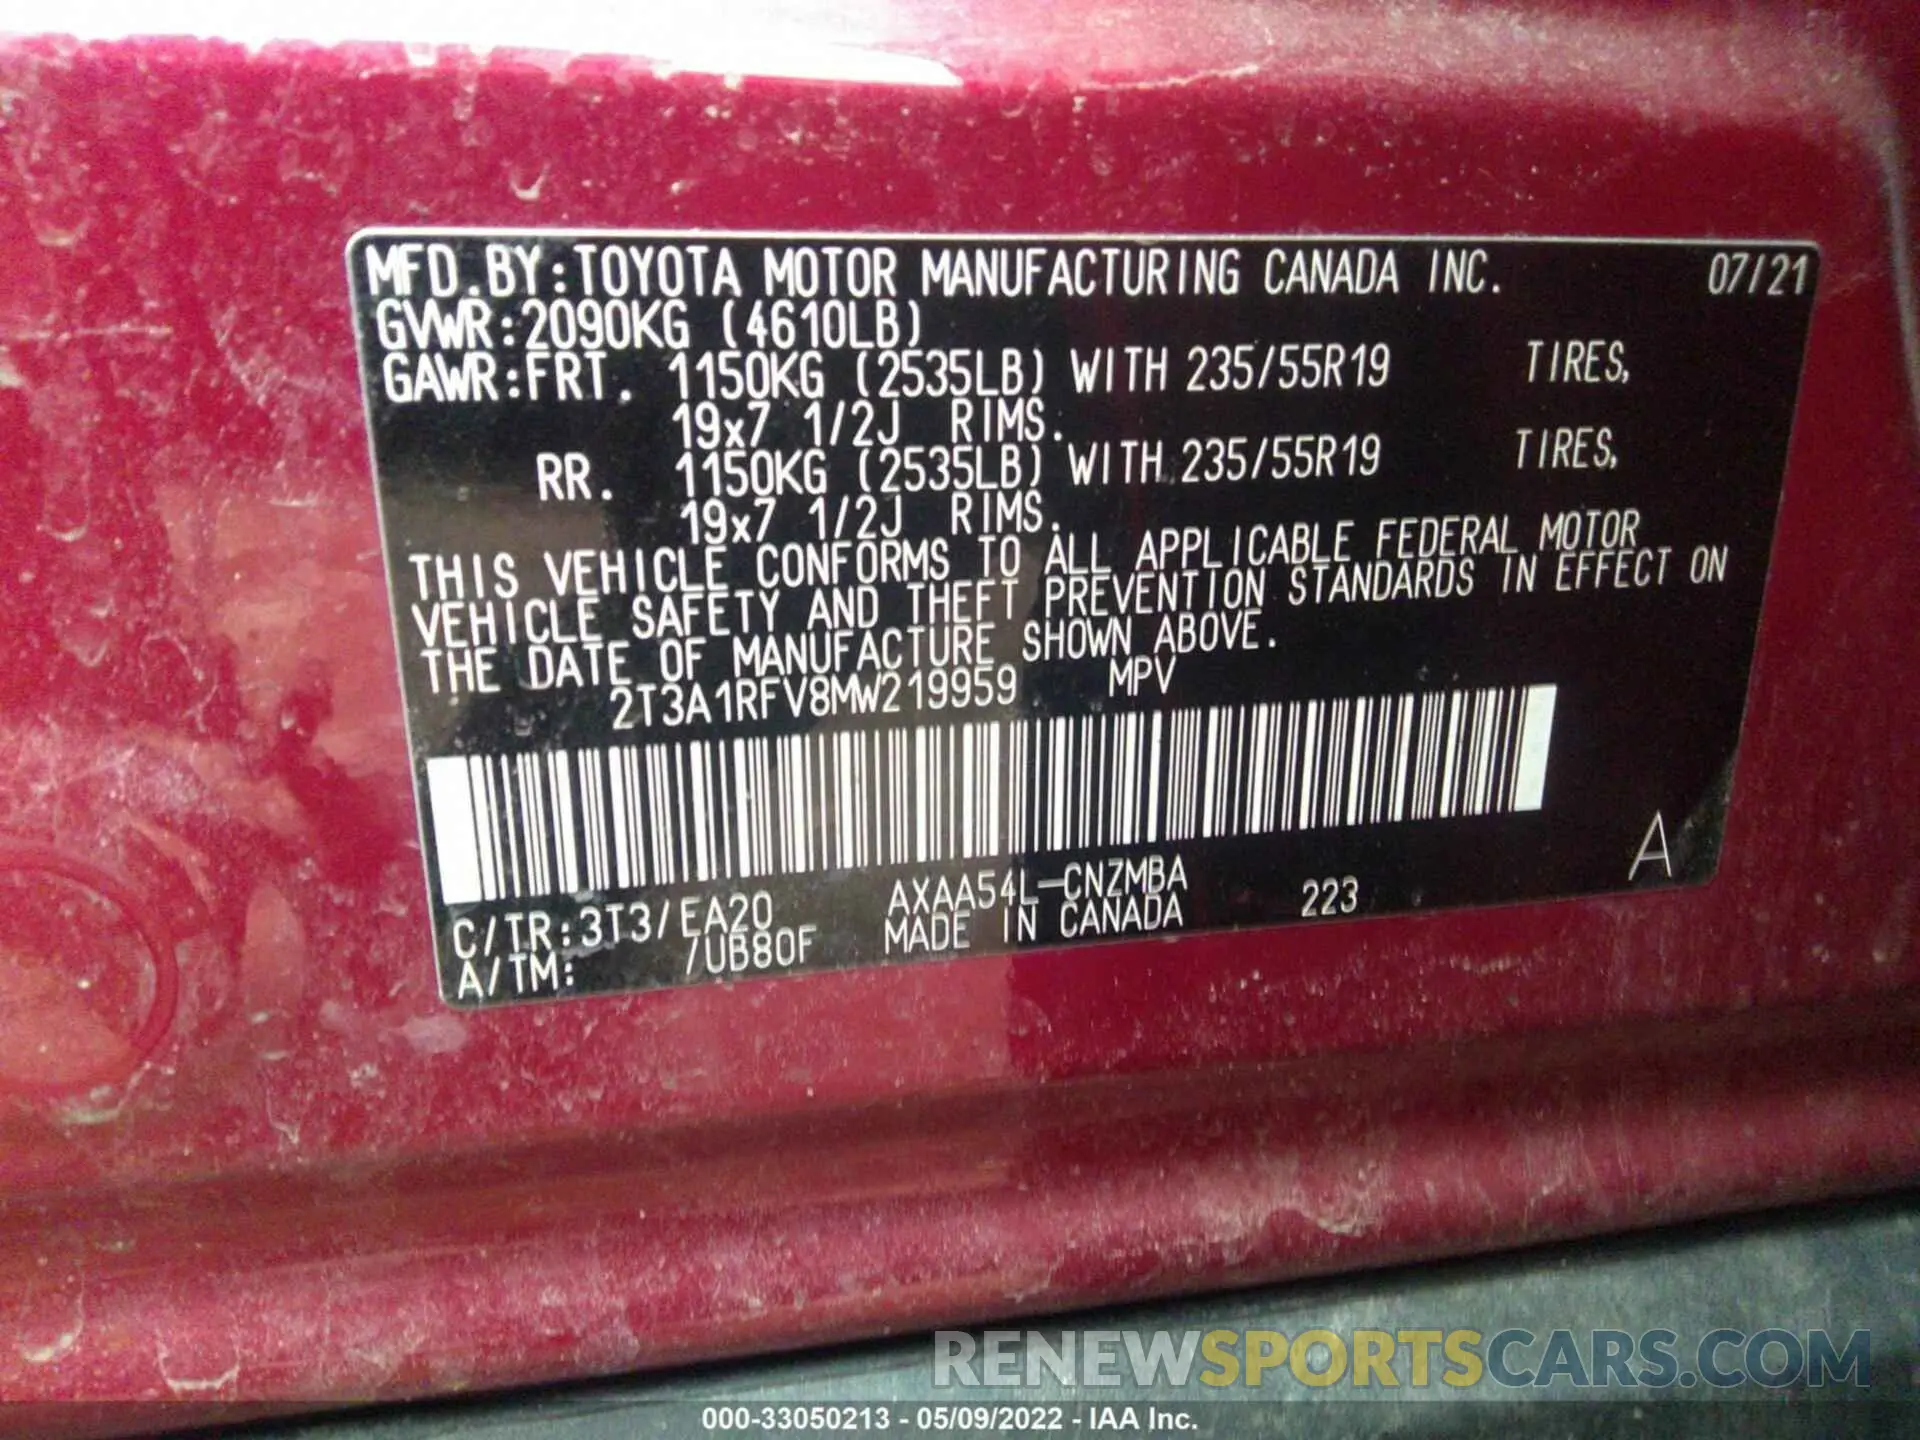 MFD.BY:TOYOTA MOTOR MANUFACTURING CANADA INC. 07/21
GVWR:2090KG (4610LB)
GAWR:FRT. 1150KG (2535LB) WITH 235/55R19 TIRES,
19x7 1/2J RIMS.
RR. 1150KG (2535LB) WITH 235/55R19 TIRES,
19x7 1/2J RIMS.
THIS VEHICLE CONFORMS TO ALL APPLICABLE FEDERAL MOTOR
VEHICLE SAFETY AND THEFT PREVENTION STANDARDS IN EFFECT ON
THE DATE OF MANUFACTURE SHOWN ABOVE.
2T3A1RFV8MW219959 MPV
A
C/TR:3T3/EA20 AXAA54L-CNZMBA 223
A/TM: /UB80F MADE IN CANADA
RENEWSPORTSCARS.COM
000-33050213 - 05/09/2022 - IAA Inc.